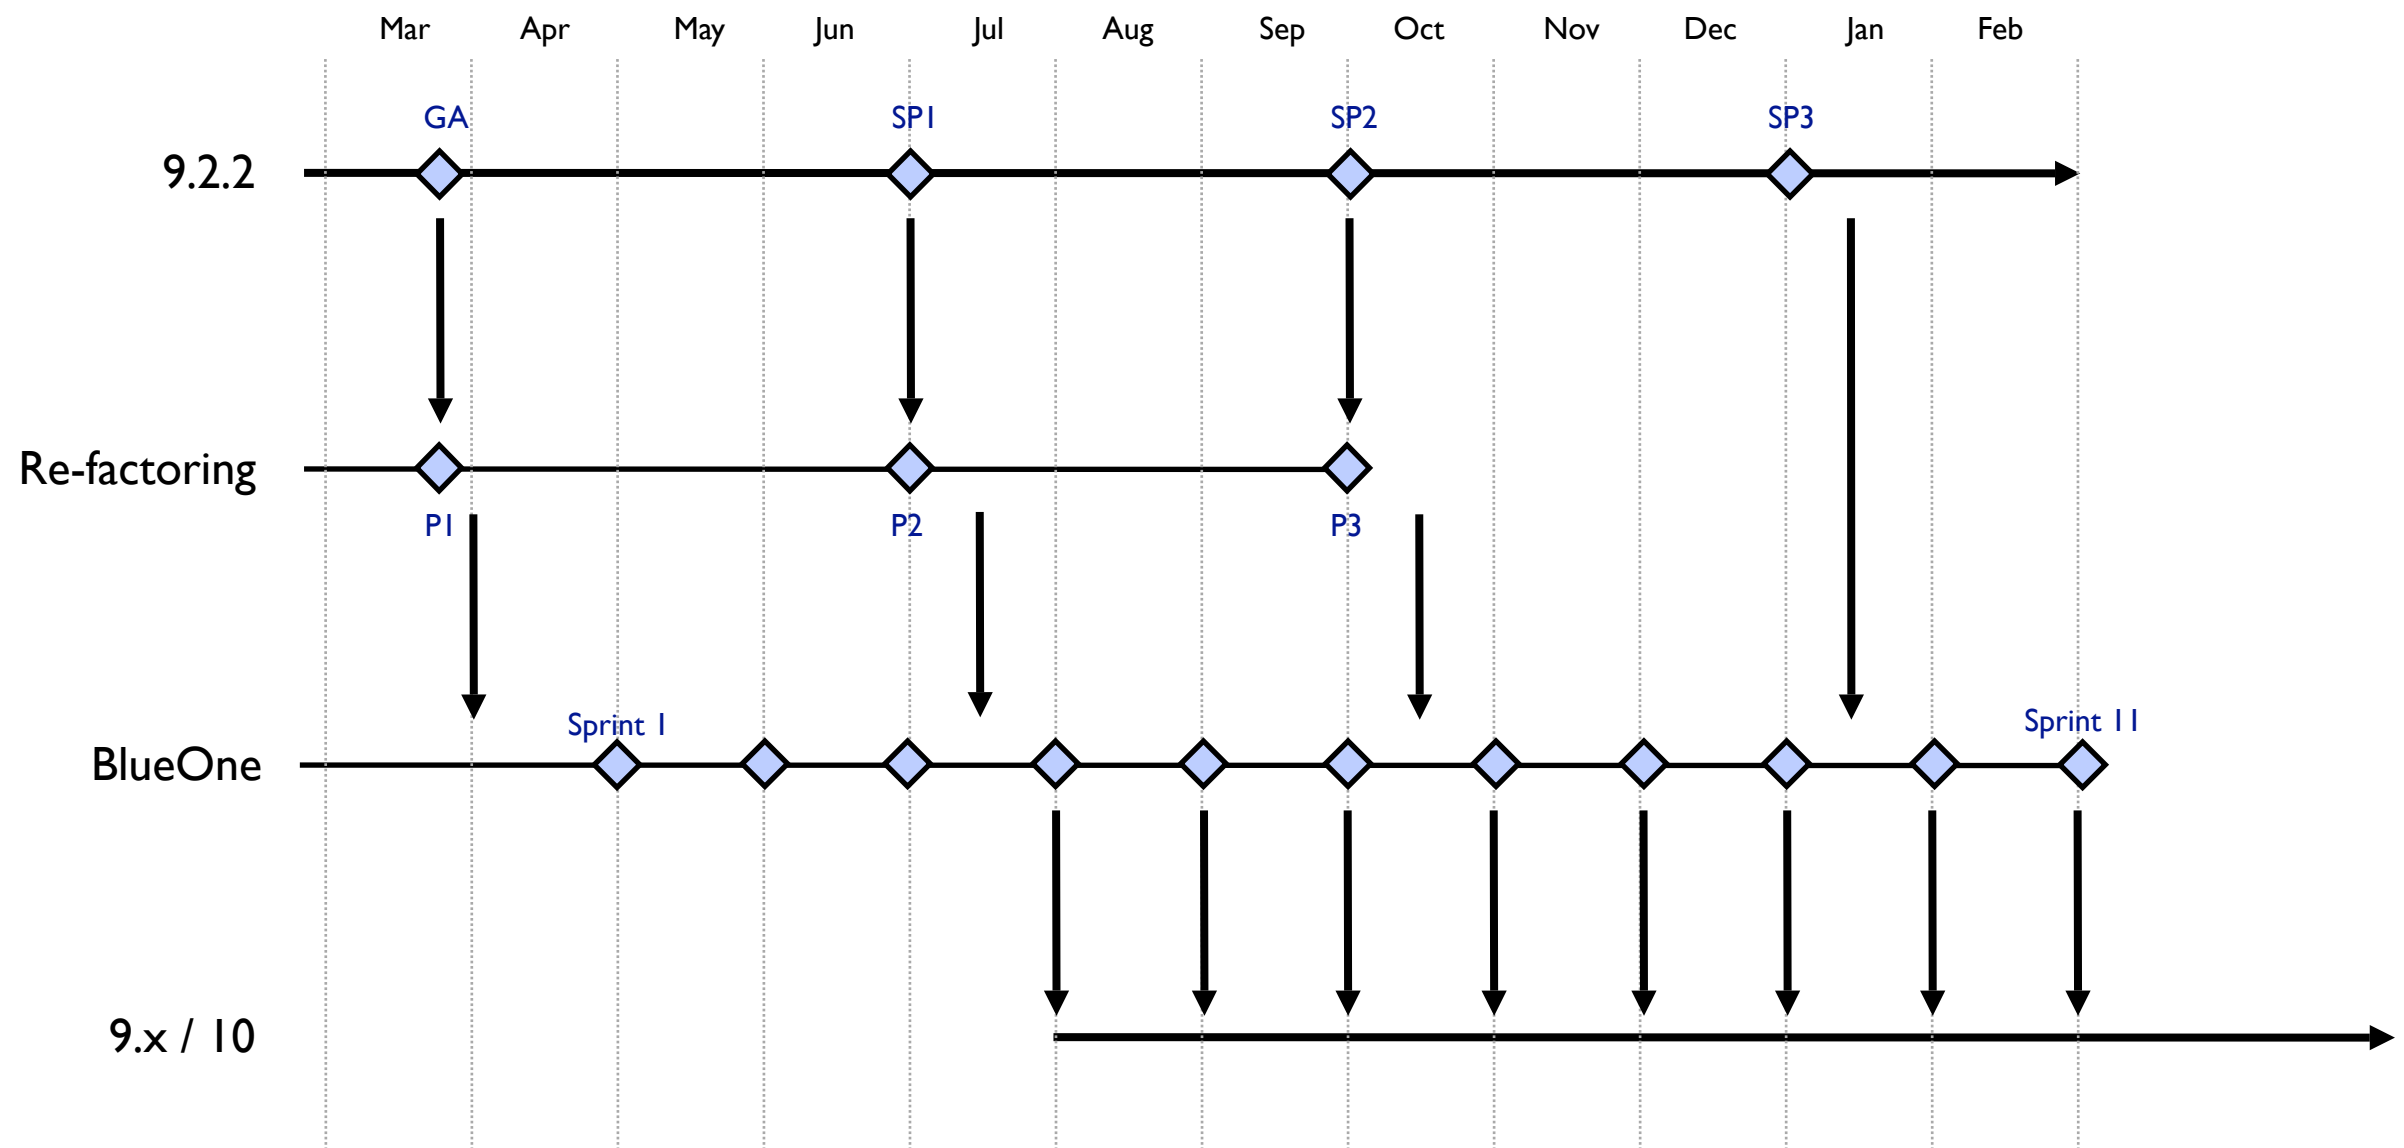 Mar Apr May Jun Jul Aug Sep Oct Nov Dec Jan Feb
GA SP1 SP2 SP3
9.2.2
Re-factoring
P1 P2 P3
Sprint 1 Sprint 11
BlueOne
9.x / 10